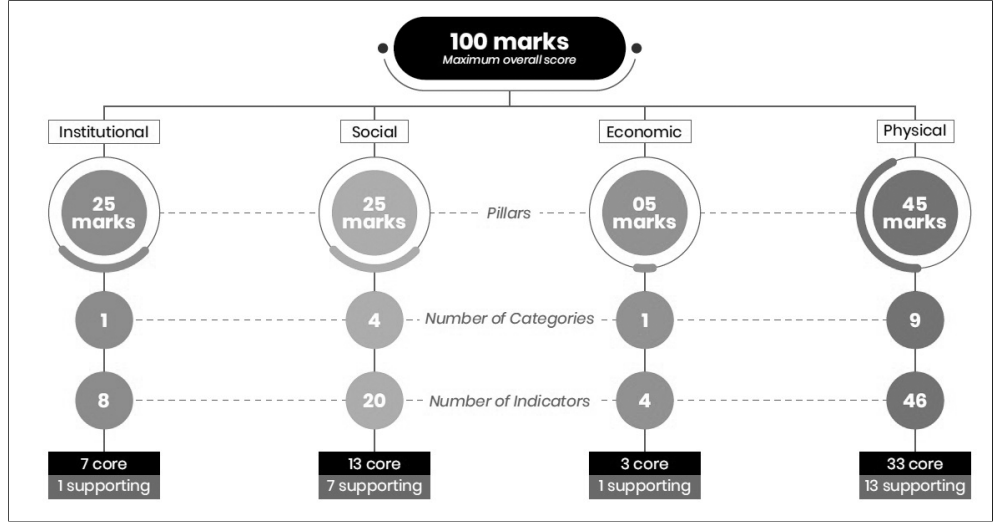 100 marks
Maximum overall score
Institutional
Social
Economic
Physical
25
marks
25
marks
05
marks
45
marks
Pillars
1
4
Number of Categories
1
9
8
20
Number of Indicators
4
46
7 core
1 supporting
13 core
7 supporting
3 core
1 supporting
33 core
13 supporting